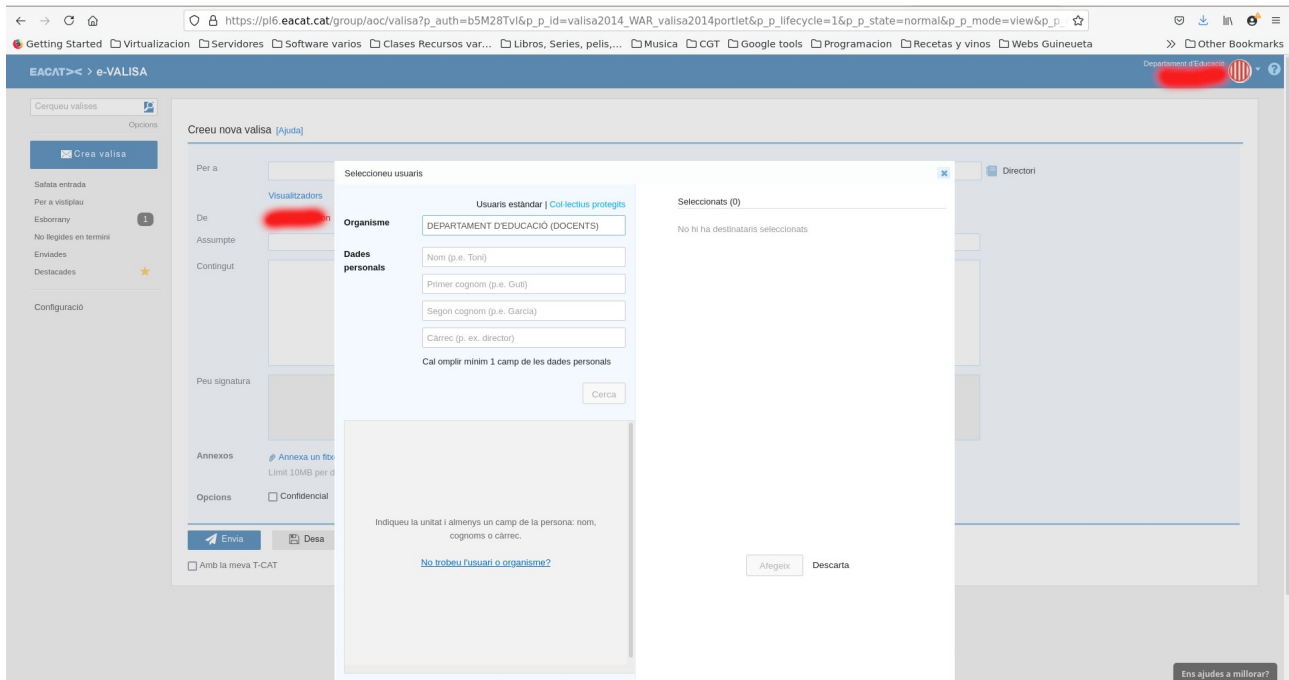 https://pl6.eacat.cat/group/aoc/valisa?p_auth=b5M28TvI&p_p_id=valisa2014_WAR_valisa2014portlet&p_p_lifecycle=1&p_p_state=normal&p_p_mode=view&p_p_
Getting Started Virtualizacion Servidores Software varios Clases Recursos var... Libros, Series, pelis,... Musica CGT Google tools Programacion Recetas y vinos Webs Guineueta Other Bookmarks
EACAT>< > e-VALISA
Departament d'Educació
Cerqueu valises
Opcions
Crea valisa
Safata entrada
Per a vistiplau
Esborrany 1
No llegides en termini
Enviades
Destacades
Configuració
Creeu nova valisa [Ajuda]
Per a
Directori
Visualitzadors
De
Assumpte
Contingut
Peu signatura
Annexos
Annexa un fitx
Límit 10MB per d
Opcions
Confidencial
Envia
Desa
Amb la meva T-CAT
Seleccioneu usuaris
Usuaris estàndar | Col·lectius protegits
Organisme
DEPARTAMENT D'EDUCACIÓ (DOCENTS)
Dades personals
Nom (p.e. Toni)
Primer cognom (p.e. Guti)
Segon cognom (p.e. Garcia)
Càrrec (p. ex. director)
Cal omplir mínim 1 camp de les dades personals
Cerca
Indiqueu la unitat i almenys un camp de la persona: nom,
cognoms o càrrec.
No trobeu l'usuari o organisme?
Seleccionats (0)
No hi ha destinataris seleccionats
Afegeix
Descarta
Ens ajudes a millorar?